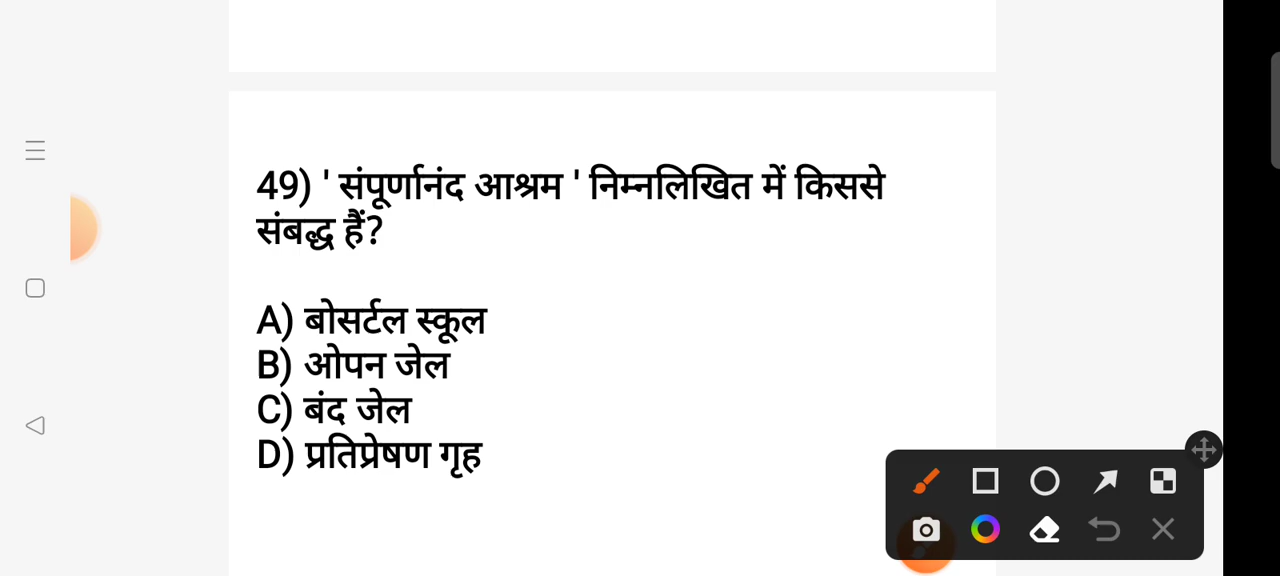 49) ' संपूर्णानंद आश्रम ' निम्नलिखित में किससे
संबद्ध हैं?
A) बोसर्टल स्कूल
B) ओपन जेल
C) बंद जेल
D) प्रतिप्रेषण गृह